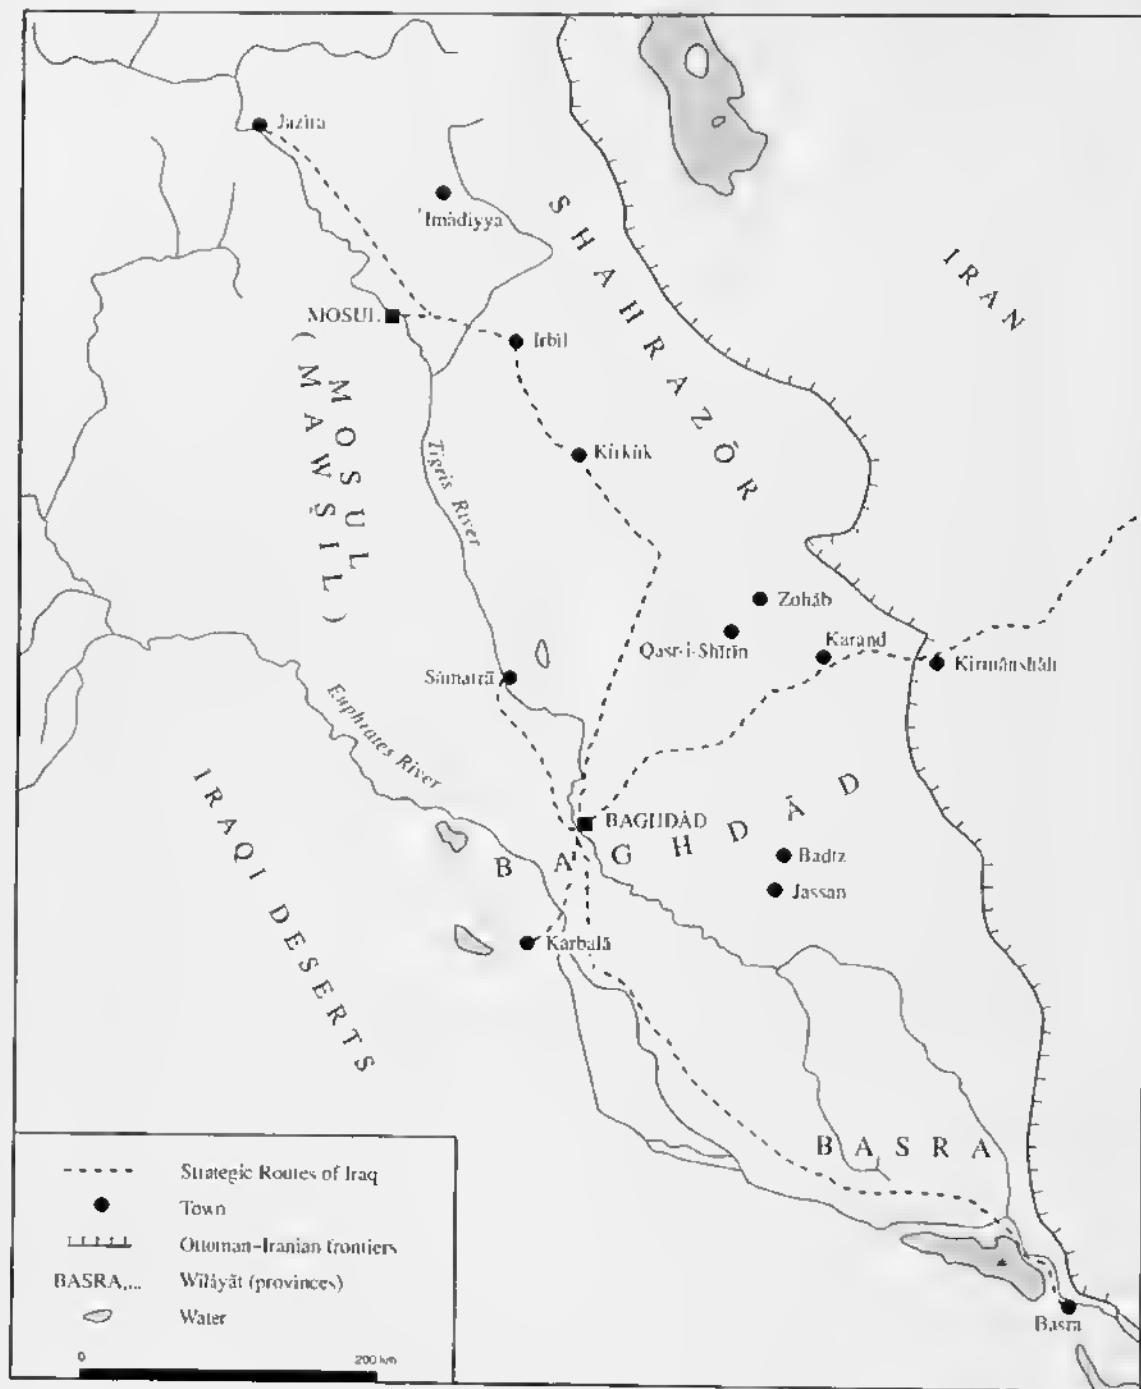 Jazira
'Imādiyya
SHAHRAZŌR
IRAN
MOSUL
Irbil
MOSUL
(MAWṢIL)
Kirkūk
Tigris River
Zohāb
Qasr-i-Shīrīn
Karand
Kirmānshāh
Sāmarrā
Euphrates River
IRAQI DESERTS
BAGHDĀD
BAGHDĀD
Jassan
Karbalā
BASRA
Strategic Routes of Iraq
Town
Ottoman–Iranian frontiers
BASRA,... Wilāyāt (provinces)
Water
0 200 km
Basra